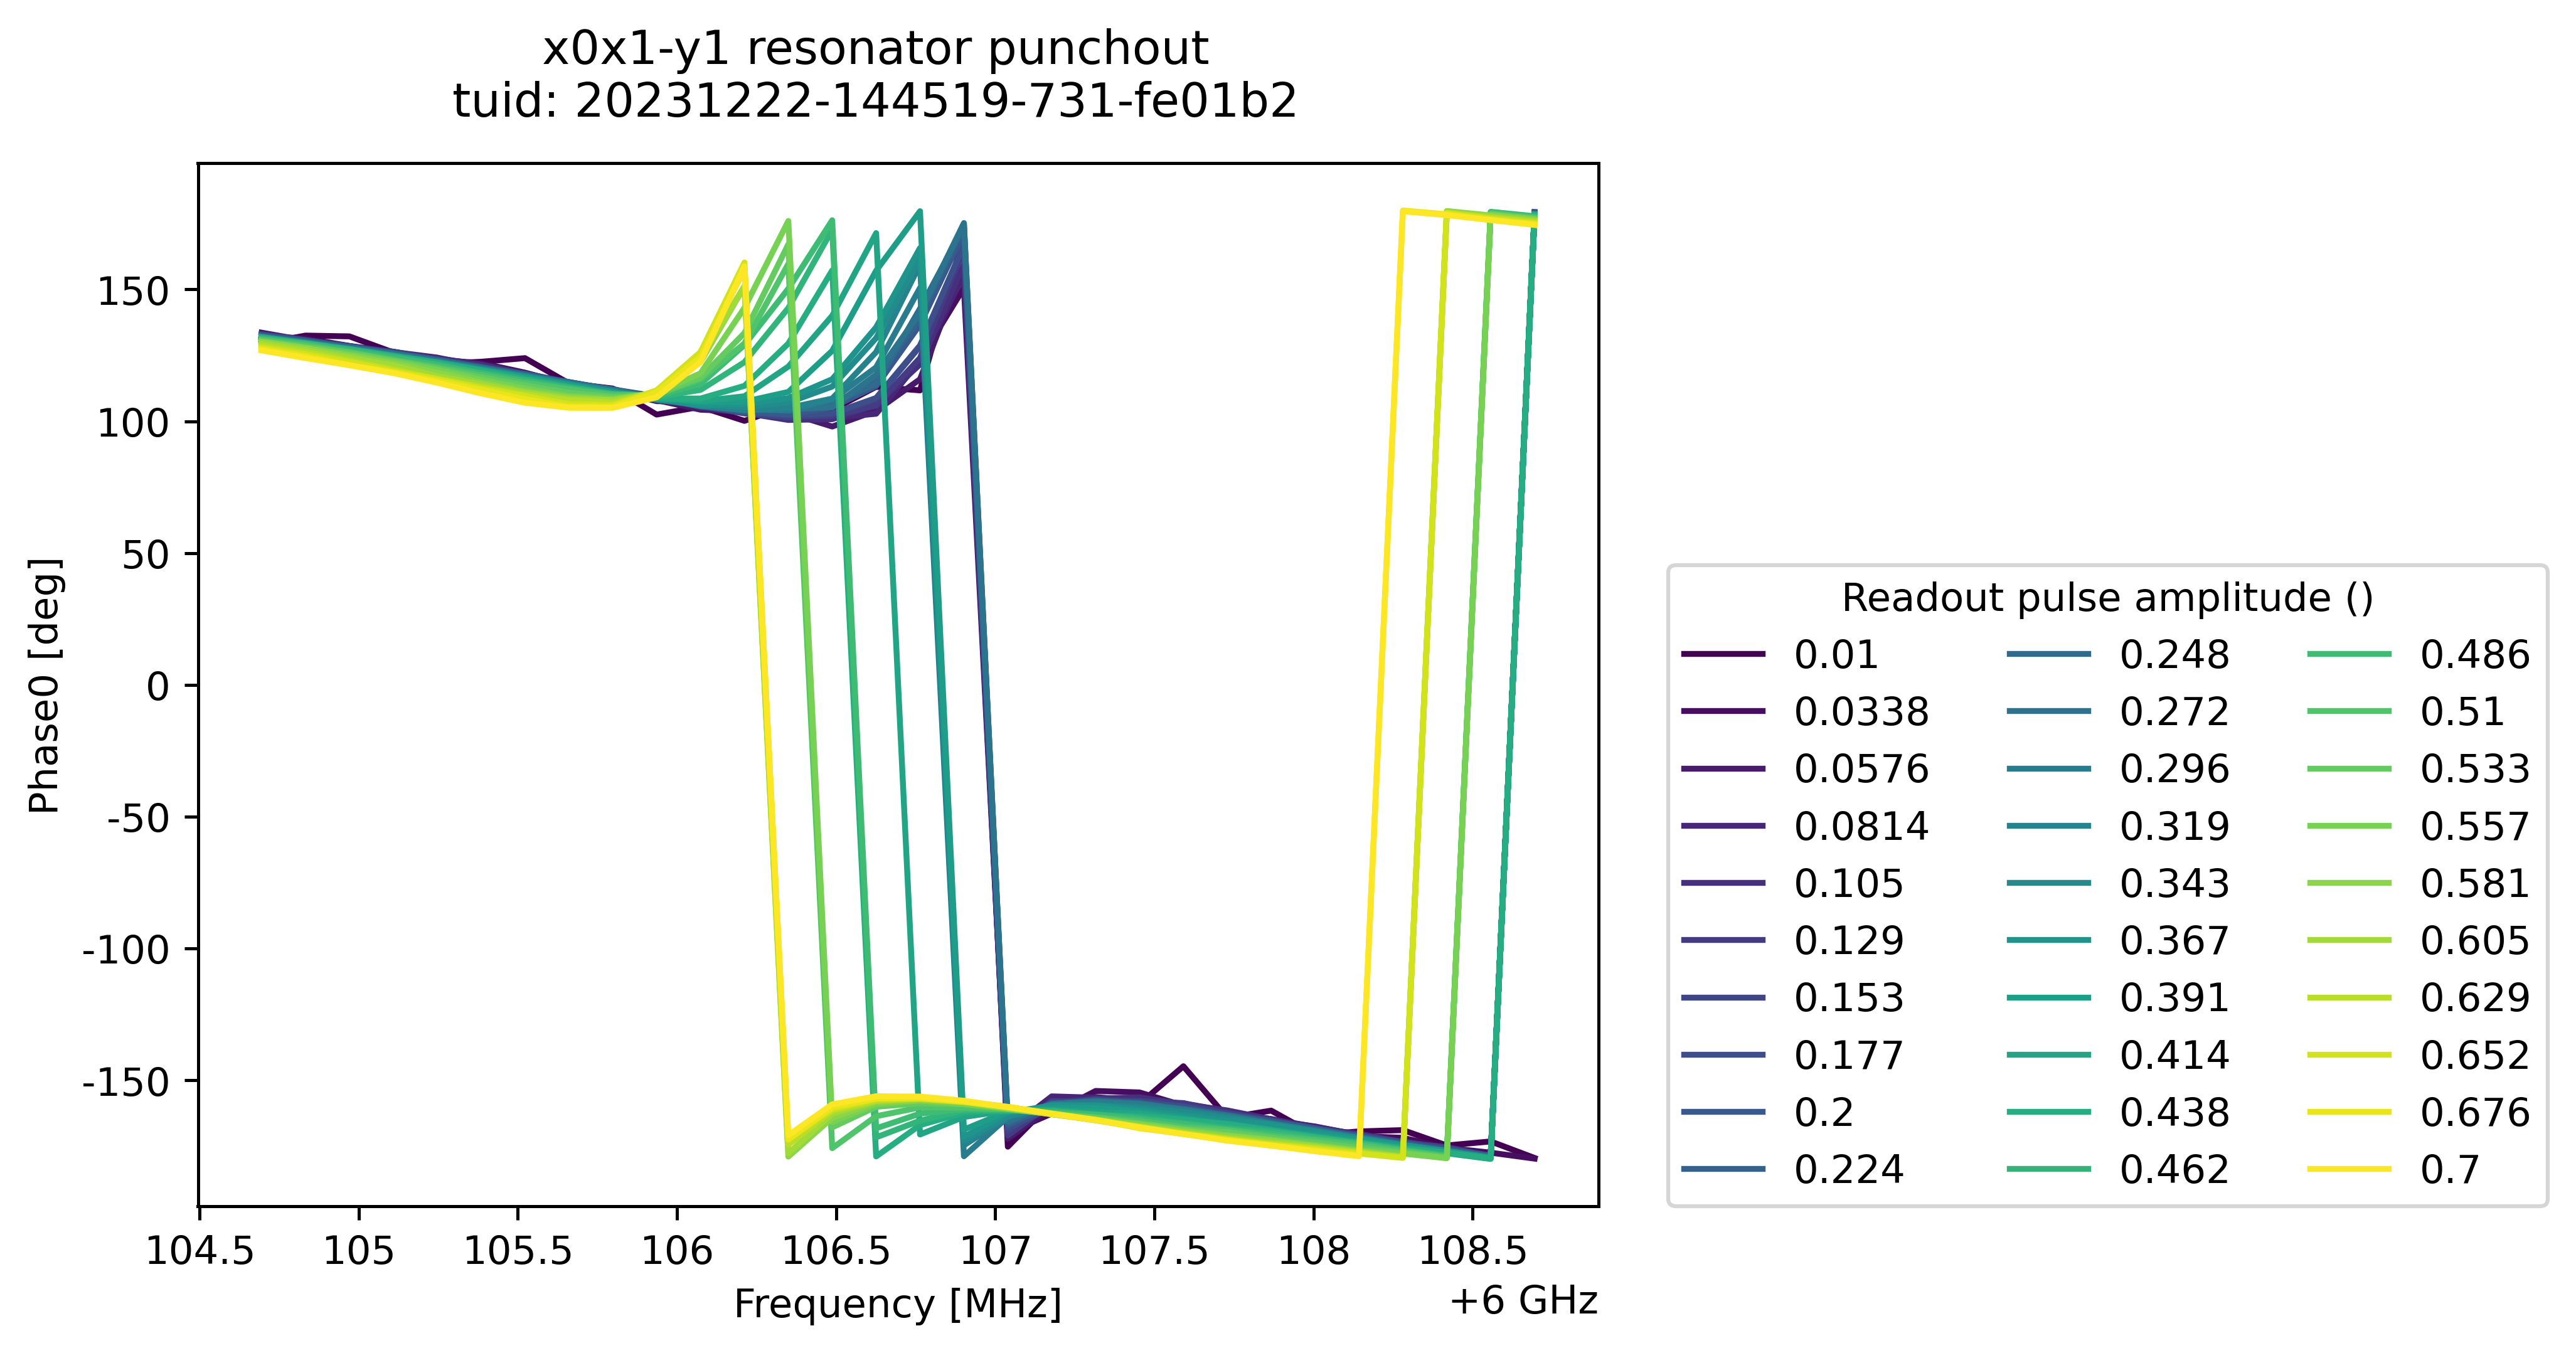 x0x1-y1 resonator punchout
tuid: 20231222-144519-731-fe01b2
150
100
50
0
-50
-100
-150
Phase0 [deg]
104.5 105 105.5 106 106.5 107 107.5 108 108.5
Frequency [MHz]
+6 GHz
Readout pulse amplitude ()
0.01 0.248 0.486
0.0338 0.272 0.51
0.0576 0.296 0.533
0.0814 0.319 0.557
0.105 0.343 0.581
0.129 0.367 0.605
0.153 0.391 0.629
0.177 0.414 0.652
0.2 0.438 0.676
0.224 0.462 0.7